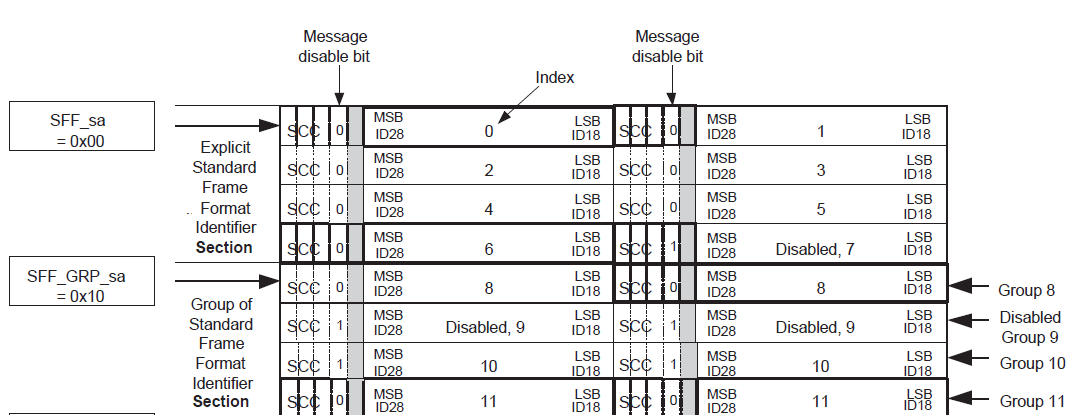 Message
disable bit
Message
disable bit
Index
SFF_sa
= 0x00
Explicit
Standard
Frame
Format
Identifier
Section
SCC 0 MSB ID28 0 LSB ID18 SCC 0 MSB ID28 1 LSB ID18
SCC 0 MSB ID28 2 LSB ID18 SCC 0 MSB ID28 3 LSB ID18
SCC 0 MSB ID28 4 LSB ID18 SCC 0 MSB ID28 5 LSB ID18
SCC 0 MSB ID28 6 LSB ID18 SCC 1 MSB ID28 Disabled, 7 LSB ID18
SFF_GRP_sa
= 0x10
Group of
Standard
Frame
Format
Identifier
Section
SCC 0 MSB ID28 8 LSB ID18 SCC 0 MSB ID28 8 LSB ID18 Group 8
SCC 1 MSB ID28 Disabled, 9 LSB ID18 SCC 1 MSB ID28 Disabled, 9 LSB ID18 Disabled
Group 9
SCC 1 MSB ID28 10 LSB ID18 SCC 1 MSB ID28 10 LSB ID18 Group 10
SCC 0 MSB ID28 11 LSB ID18 SCC 0 MSB ID28 11 LSB ID18 Group 11